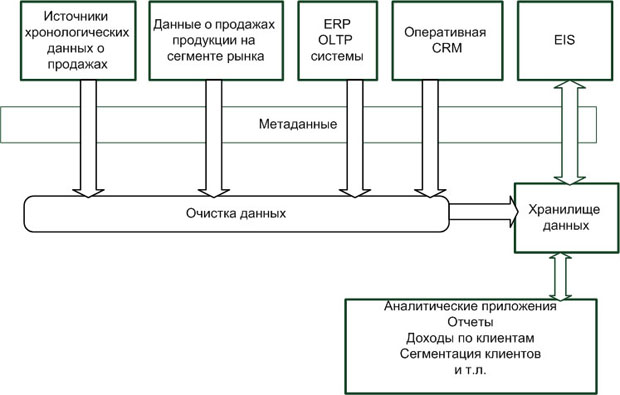 Источники
хронологических
данных о
продажах
Данные о продажах
продукции на
сегменте рынка
ERP
OLTP
системы
Оперативная
CRM
EIS
Метаданные
Очистка данных
Хранилище
данных
Аналитические приложения
Отчеты
Доходы по клиентам
Сегментация клиентов
и т.л.